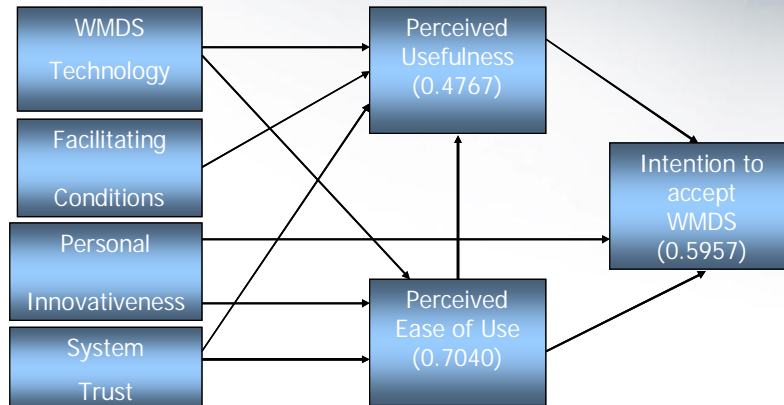 WMDS
Technology
Facilitating
Conditions
Personal
Innovativeness
System
Trust
Perceived
Usefulness
(0.4767)
Perceived
Ease of Use
(0.7040)
Intention to
accept
WMDS
(0.5957)